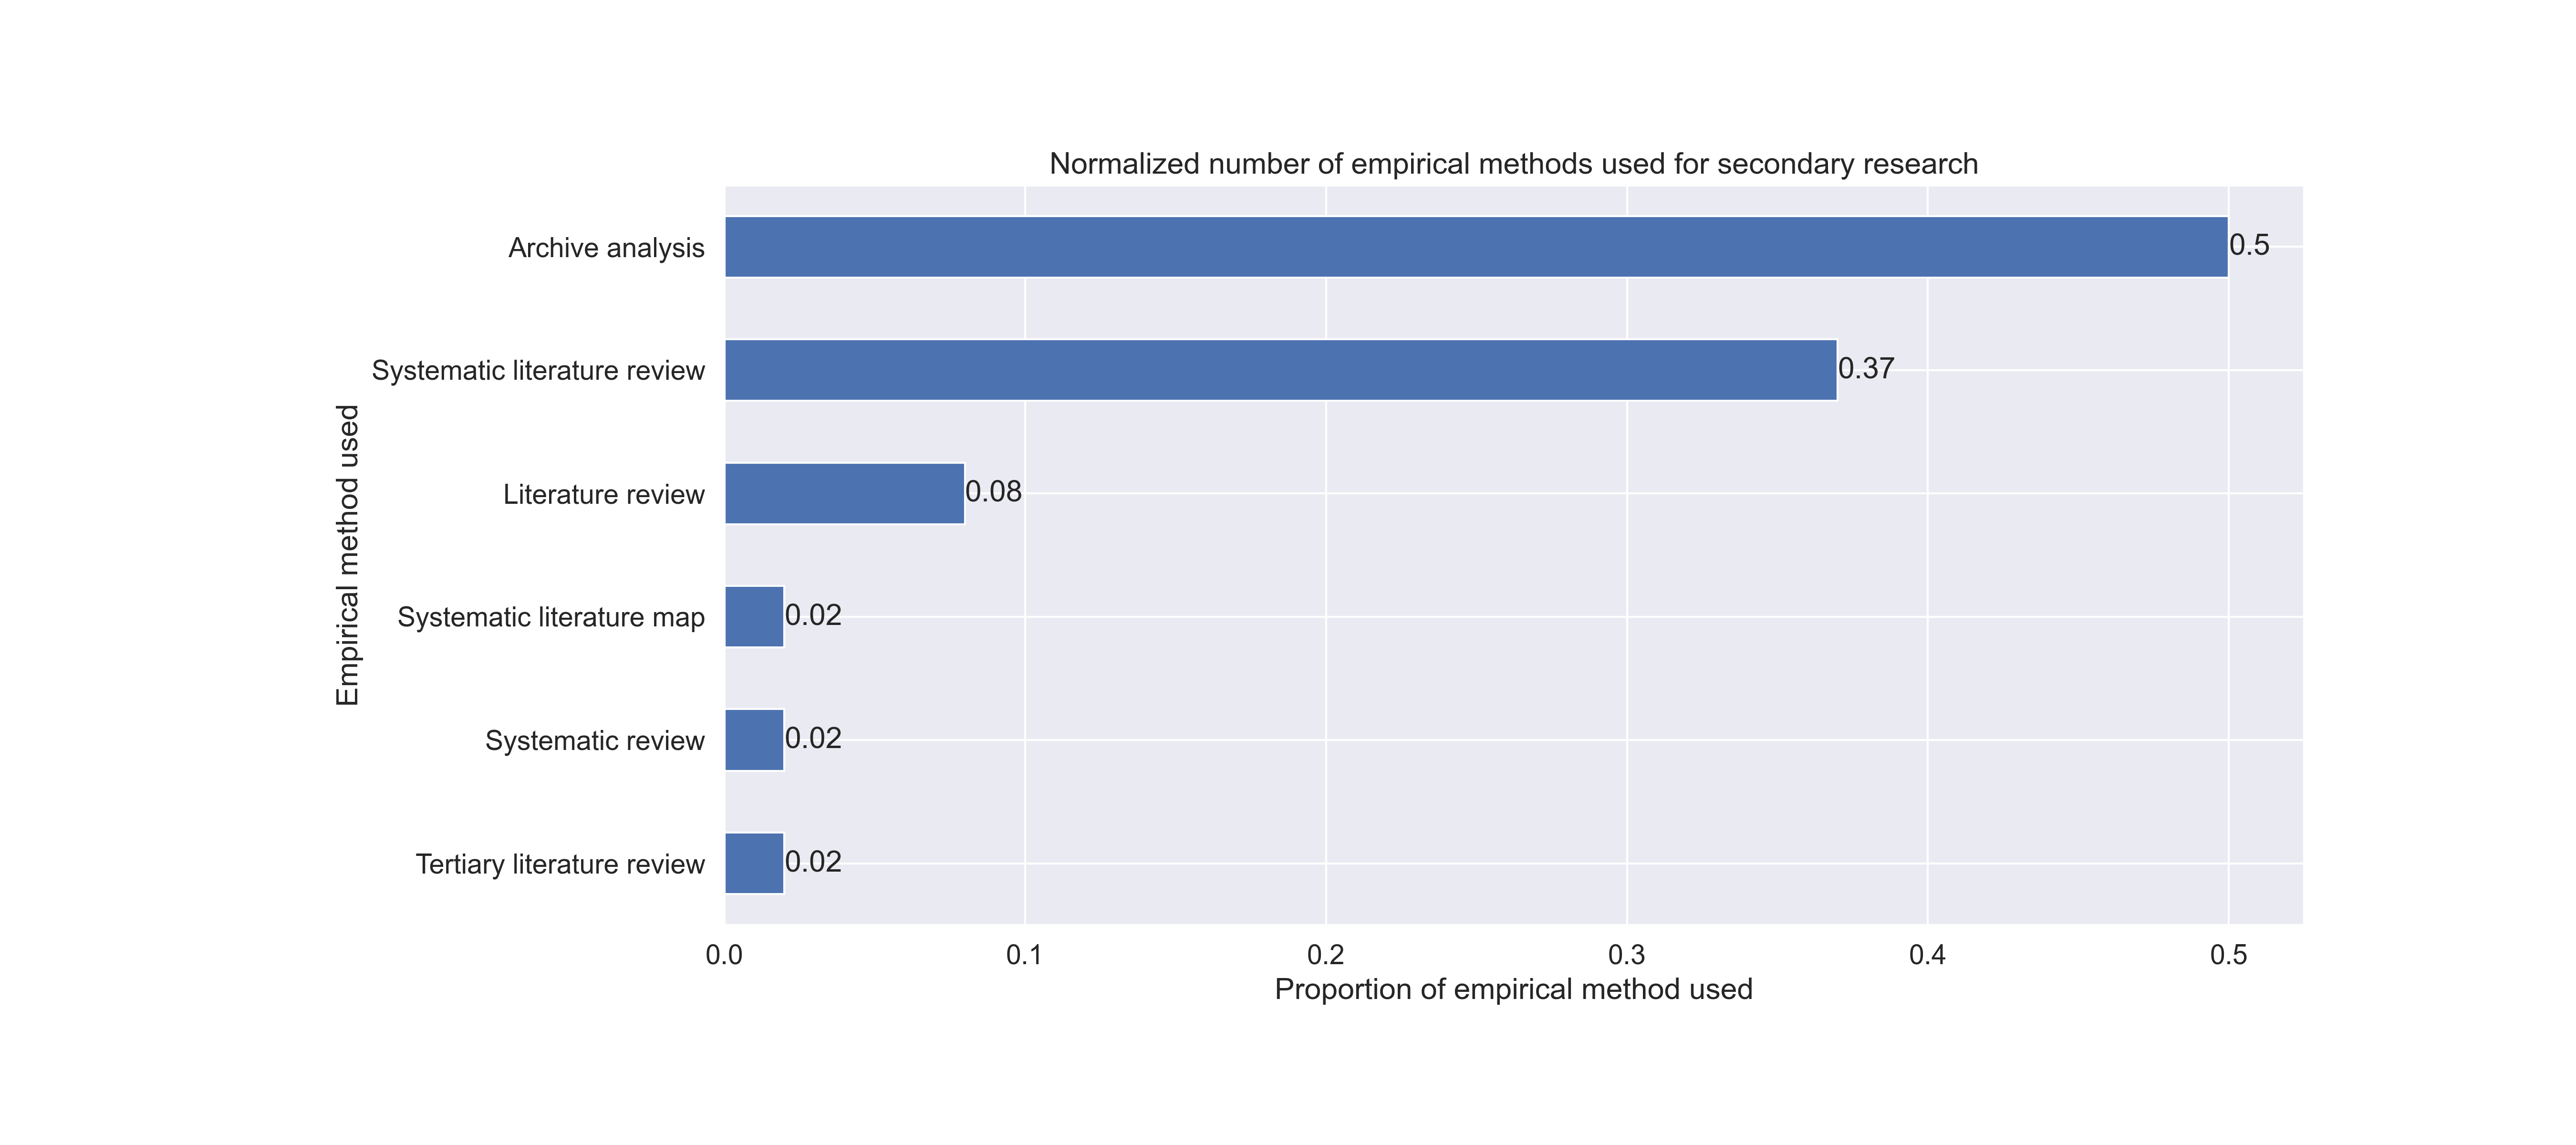 Normalized number of empirical methods used for secondary research
Archive analysis
0.5
Systematic literature review
0.37
Literature review
0.08
Systematic literature map
0.02
Systematic review
0.02
Tertiary literature review
0.02
Empirical method used
0.0 0.1 0.2 0.3 0.4 0.5
Proportion of empirical method used